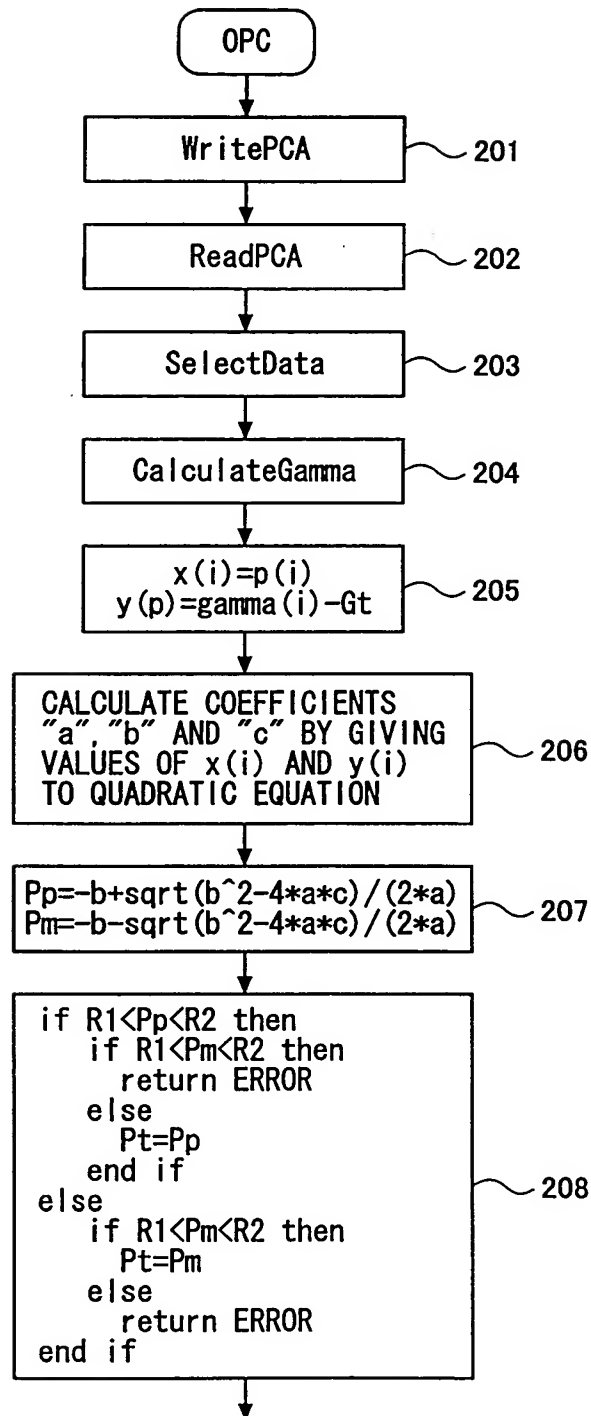 OPC
WritePCA
201
ReadPCA
202
SelectData
203
CalculateGamma
204
x(i)=p(i)
y(p)=gamma(i)-Gt
205
CALCULATE COEFFICIENTS
"a","b" AND "c" BY GIVING
VALUES OF x(i) AND y(i)
TO QUADRATIC EQUATION
206
Pp=-b+sqrt(b^2-4*a*c)/(2*a)
Pm=-b-sqrt(b^2-4*a*c)/(2*a)
207
if R1<Pp<R2 then
if R1<Pm<R2 then
return ERROR
else
Pt=Pp
end if
else
if R1<Pm<R2 then
Pt=Pm
else
return ERROR
end if
208